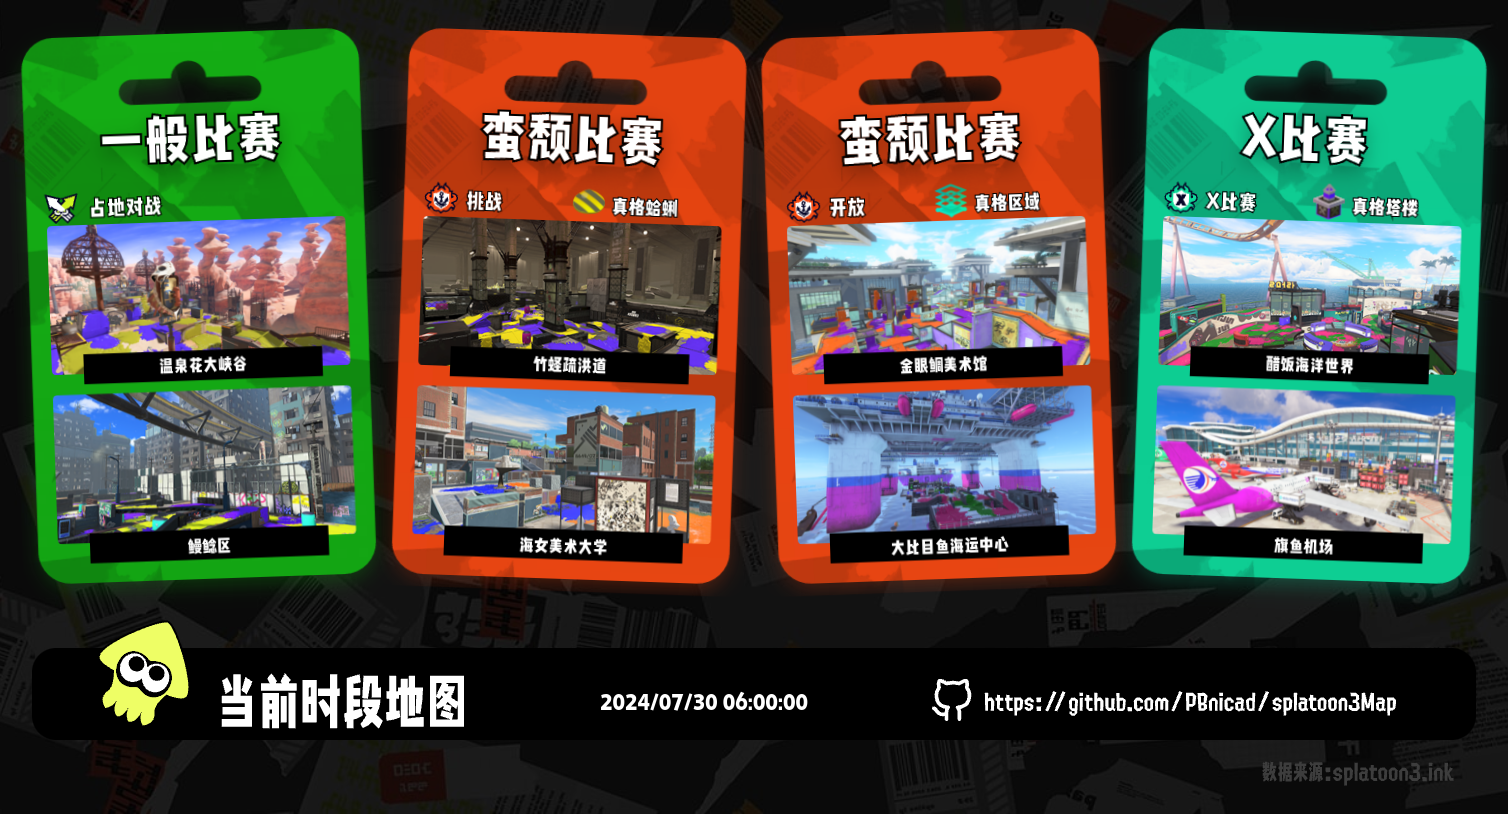 一般比赛
占地对战
温泉花大峡谷
鳗鲶区
蛮颓比赛
挑战
真格蛤蜊
竹蛏疏洪道
海女美术大学
蛮颓比赛
开放
真格区域
金眼鲷美术馆
大比目鱼海运中心
X比赛
X比赛
真格塔楼
醋饭海洋世界
旗鱼机场
当前时段地图
2024/07/30 06:00:00
https://github.com/PBnicad/splatoon3Map
数据来源:splatoon3.ink